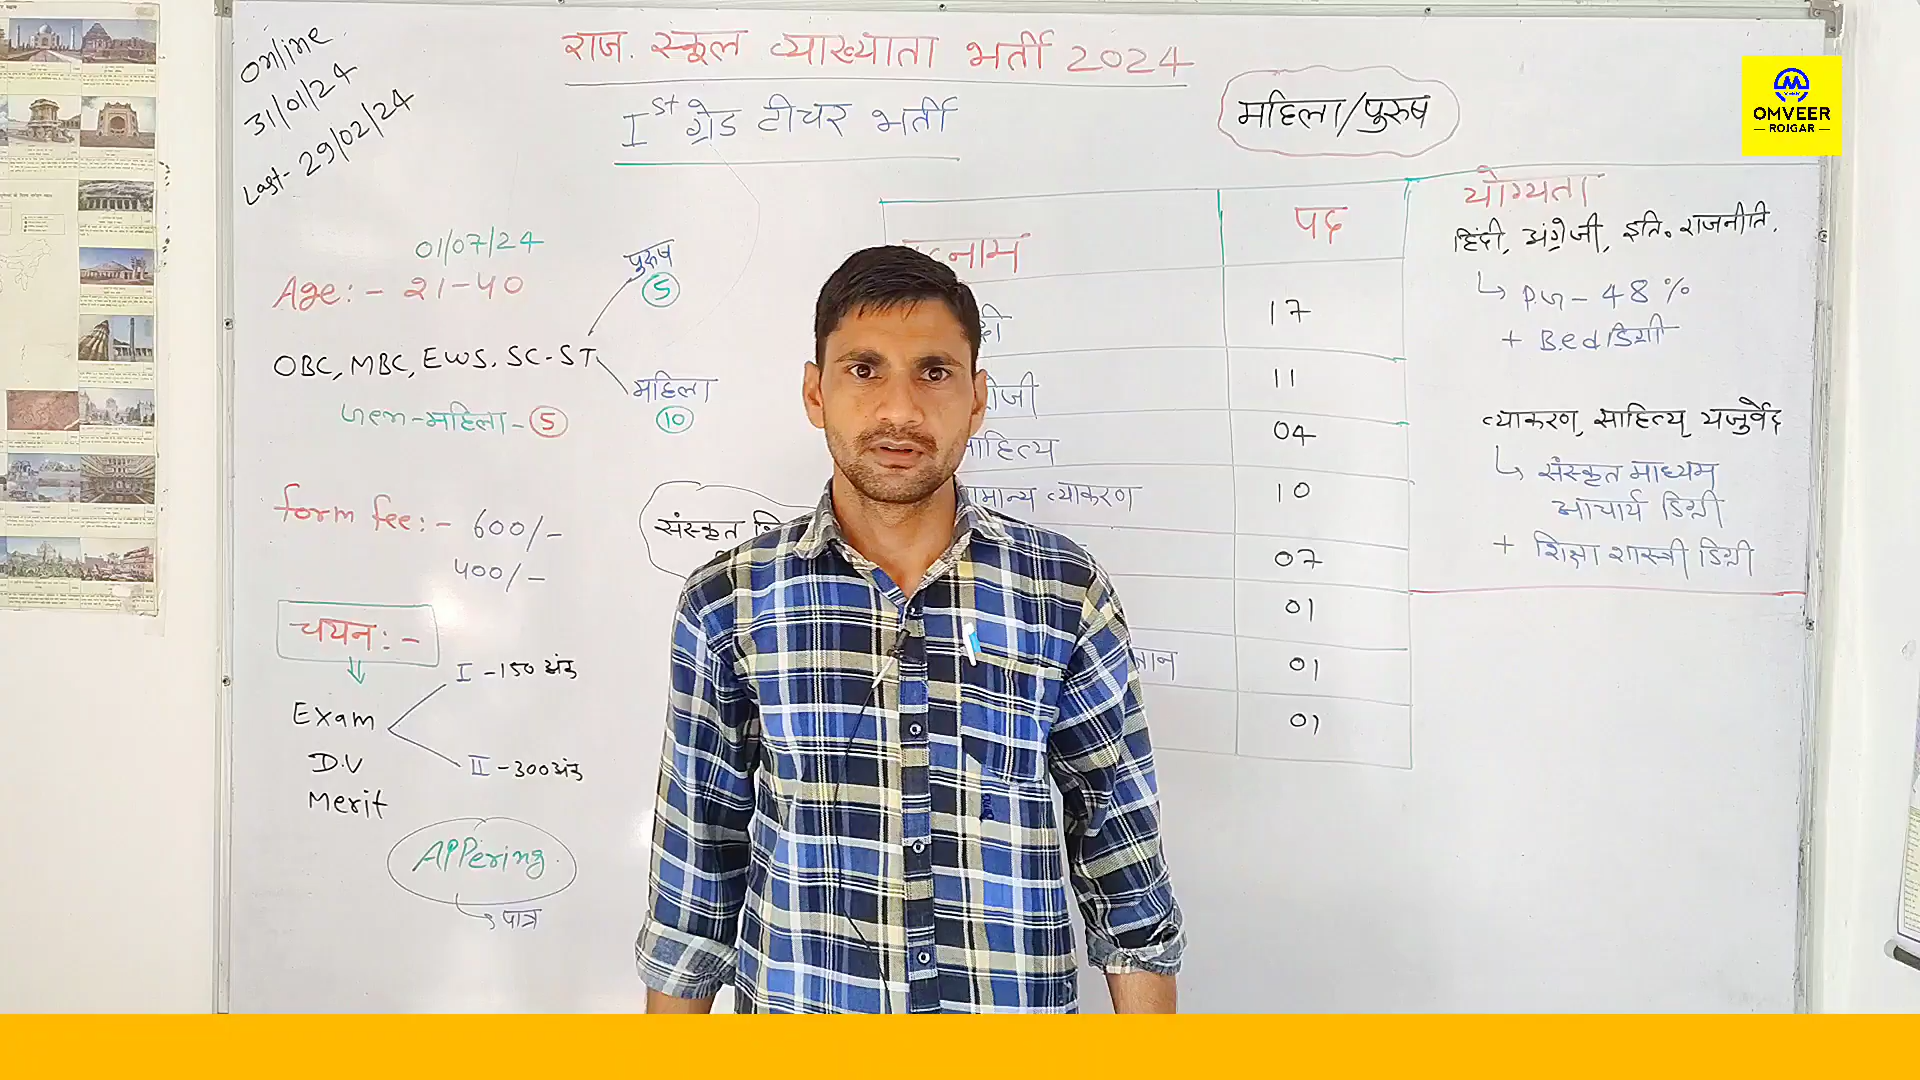 Online
31/01/24
Last- 29/02/24
राज. स्कूल व्याख्याता भर्ती 2024
Ist ग्रेड टीचर भर्ती
महिला/पुरुष
OMVEER
ROJGAR
01/07/24
Age:- 21-40
OBC, MBC, EWS, SC-ST
पुरुष
5
महिला
10
Gen-महिला- 5
form fee:- 600/-
400/-
संस्कृत
चयन:-
Exam
I -150 अंक
II -300 अंक
D.V
Merit
APPering
पात्र
पद
17
11
साहित्य 04
सामान्य व्याकरण 10
07
01
01
01
योग्यता
हिंदी, अंग्रेजी, इति. राजनीति.
P.G - 48 %
+ B.ed डिग्री
व्याकरण, साहित्य, यजुर्वेद
संस्कृत माध्यम
आचार्य डिग्री
+ शिक्षा शास्त्री डिग्री